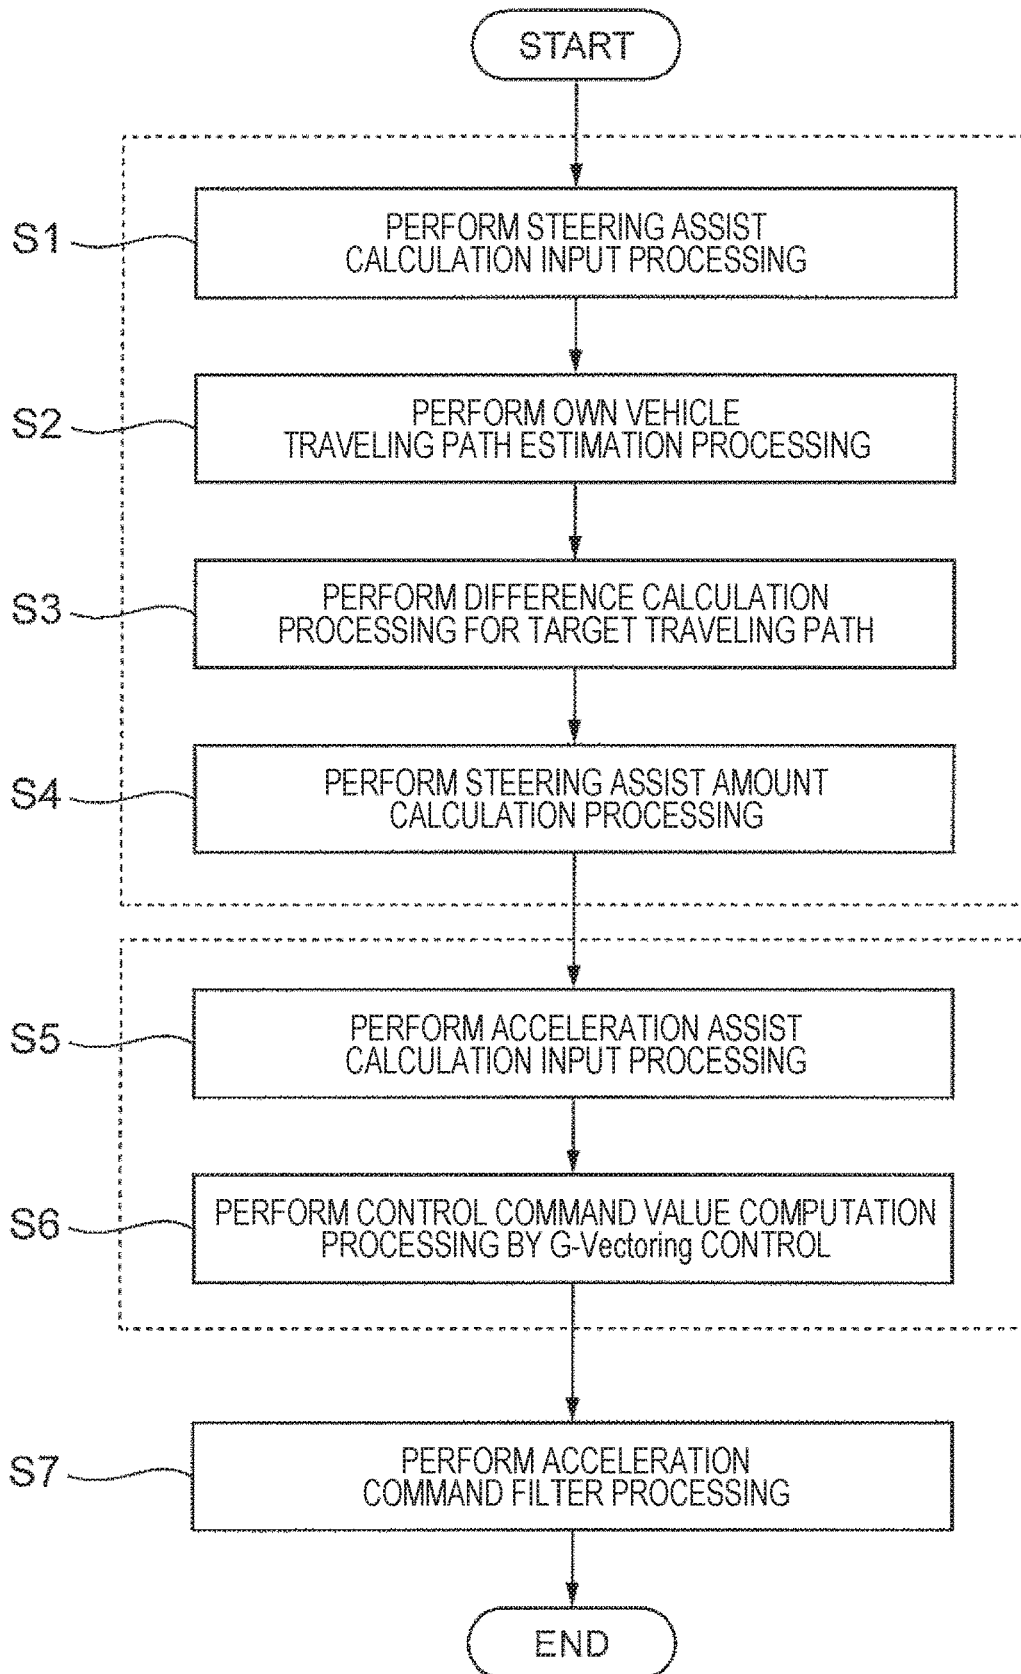 START
S1
PERFORM STEERING ASSIST
CALCULATION INPUT PROCESSING
S2
PERFORM OWN VEHICLE
TRAVELING PATH ESTIMATION PROCESSING
S3
PERFORM DIFFERENCE CALCULATION
PROCESSING FOR TARGET TRAVELING PATH
S4
PERFORM STEERING ASSIST AMOUNT
CALCULATION PROCESSING
S5
PERFORM ACCELERATION ASSIST
CALCULATION INPUT PROCESSING
S6
PERFORM CONTROL COMMAND VALUE COMPUTATION
PROCESSING BY G-Vectoring CONTROL
S7
PERFORM ACCELERATION
COMMAND FILTER PROCESSING
END